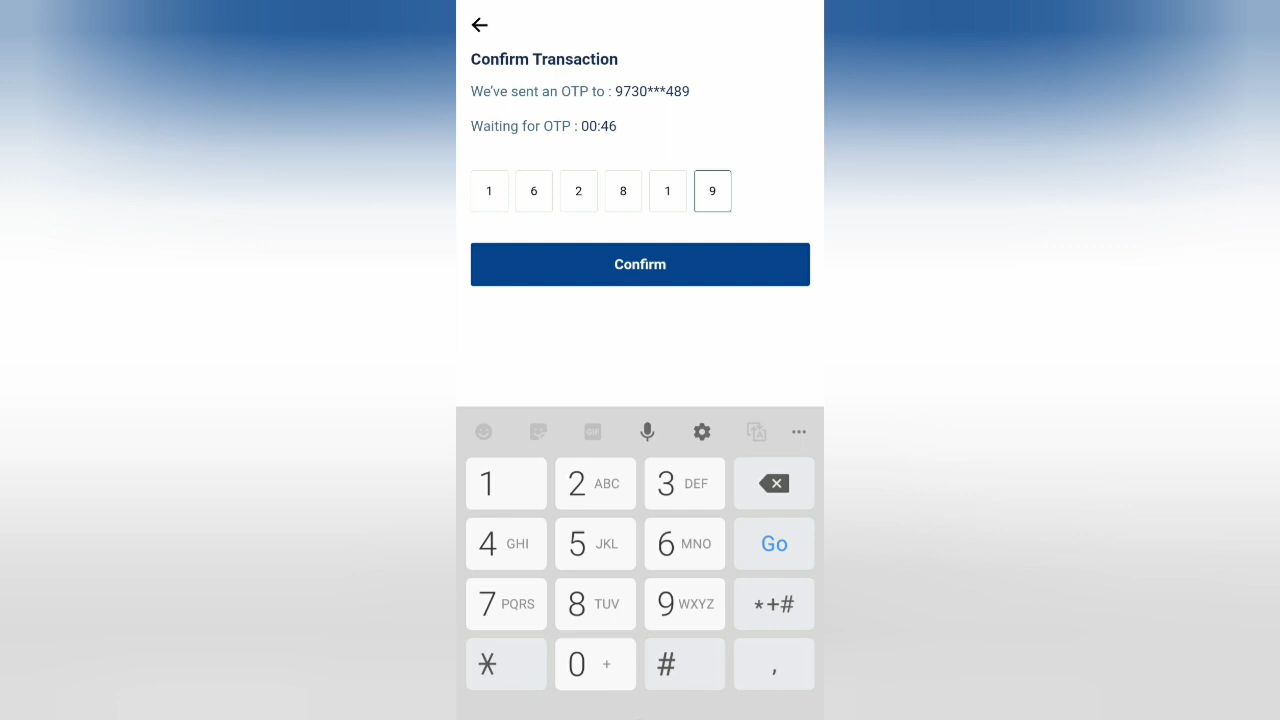 Confirm Transaction
We've sent an OTP to : 9730***489
Waiting for OTP : 00:46
1 6 2 8 1 9
Confirm
GIF
1 2 ABC 3 DEF
4 GHI 5 JKL 6 MNO Go
7 PQRS 8 TUV 9 WXYZ *+#
* 0 + # ,